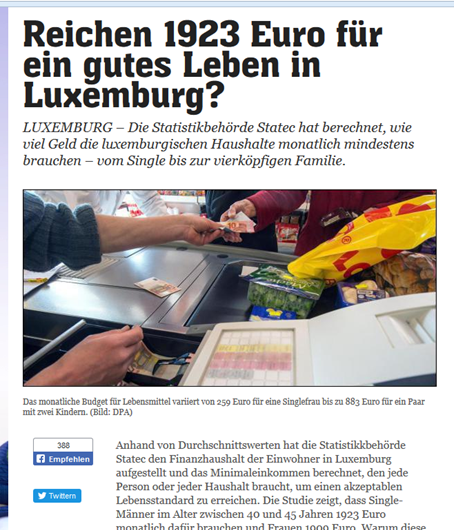 Reichen 1923 Euro für
ein gutes Leben in
Luxemburg?
LUXEMBURG – Die Statistikbehörde Statec hat berechnet, wie
viel Geld die luxemburgischen Haushalte monatlich mindestens
brauchen – vom Single bis zur vierköpfigen Familie.
Das monatliche Budget für Lebensmittel variiert von 259 Euro für eine Singlefrau bis zu 883 Euro für ein Paar
mit zwei Kindern. (Bild: DPA)
388
Empfehlen
Twittern
Anhand von Durchschnittswerten hat die Statistikkbehörde
Statec den Finanzhaushalt der Einwohner in Luxemburg
aufgestellt und das Minimaleinkommen berechnet, den jede
Person oder jeder Haushalt braucht, um einen akzeptablen
Lebensstandard zu erreichen. Die Studie zeigt, dass Single-
Männer im Alter zwischen 40 und 45 Jahren 1923 Euro
monatlich dafür brauchen und Frauen 1909 Euro. Warum diese